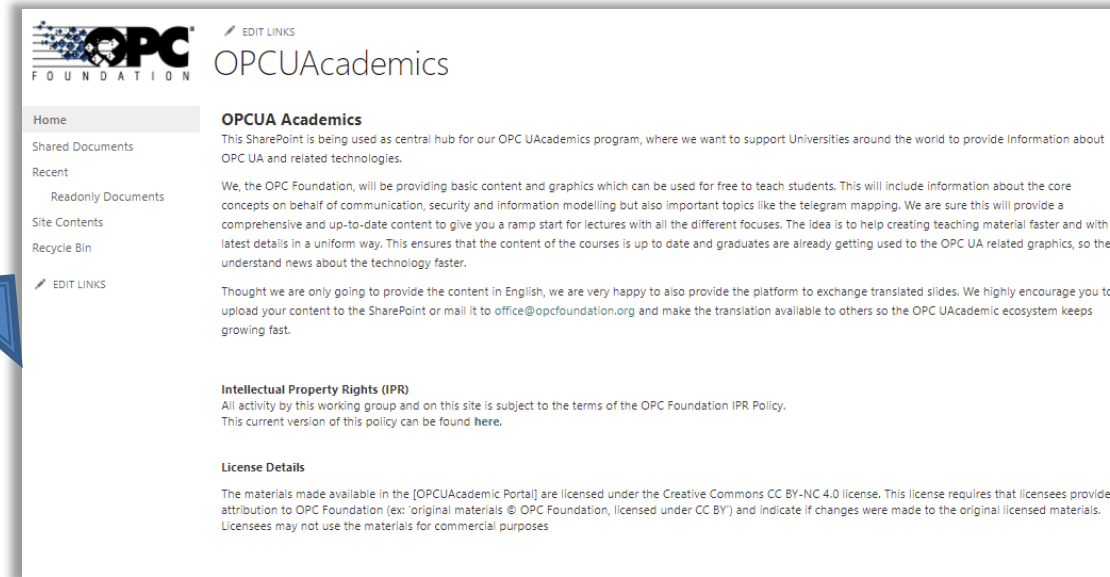 OPC
FOUNDATION
EDIT LINKS
OPCUAcademics
Home
Shared Documents
Recent
Readonly Documents
Site Contents
Recycle Bin
EDIT LINKS
OPCUA Academics
This SharePoint is being used as central hub for our OPC UAcademics program, where we want to support Universities around the world to provide Information about
OPC UA and related technologies.
We, the OPC Foundation, will be providing basic content and graphics which can be used for free to teach students. This will include information about the core
concepts on behalf of communication, security and information modelling but also important topics like the telegram mapping. We are sure this will provide a
comprehensive and up-to-date content to give you a ramp start for lectures with all the different focuses. The idea is to help creating teaching material faster and with
latest details in a uniform way. This ensures that the content of the courses is up to date and graduates are already getting used to the OPC UA related graphics, so the
understand news about the technology faster.
Thought we are only going to provide the content in English, we are very happy to also provide the platform to exchange translated slides. We highly encourage you to
upload your content to the SharePoint or mail it to office@opcfoundation.org and make the translation available to others so the OPC UAcademic ecosystem keeps
growing fast.
Intellectual Property Rights (IPR)
All activity by this working group and on this site is subject to the terms of the OPC Foundation IPR Policy.
This current version of this policy can be found here.
License Details
The materials made available in the [OPCUAcademic Portal] are licensed under the Creative Commons CC BY-NC 4.0 license. This license requires that licensees provide
attribution to OPC Foundation (ex: 'original materials © OPC Foundation, licensed under CC BY') and indicate if changes were made to the original licensed materials.
Licensees may not use the materials for commercial purposes